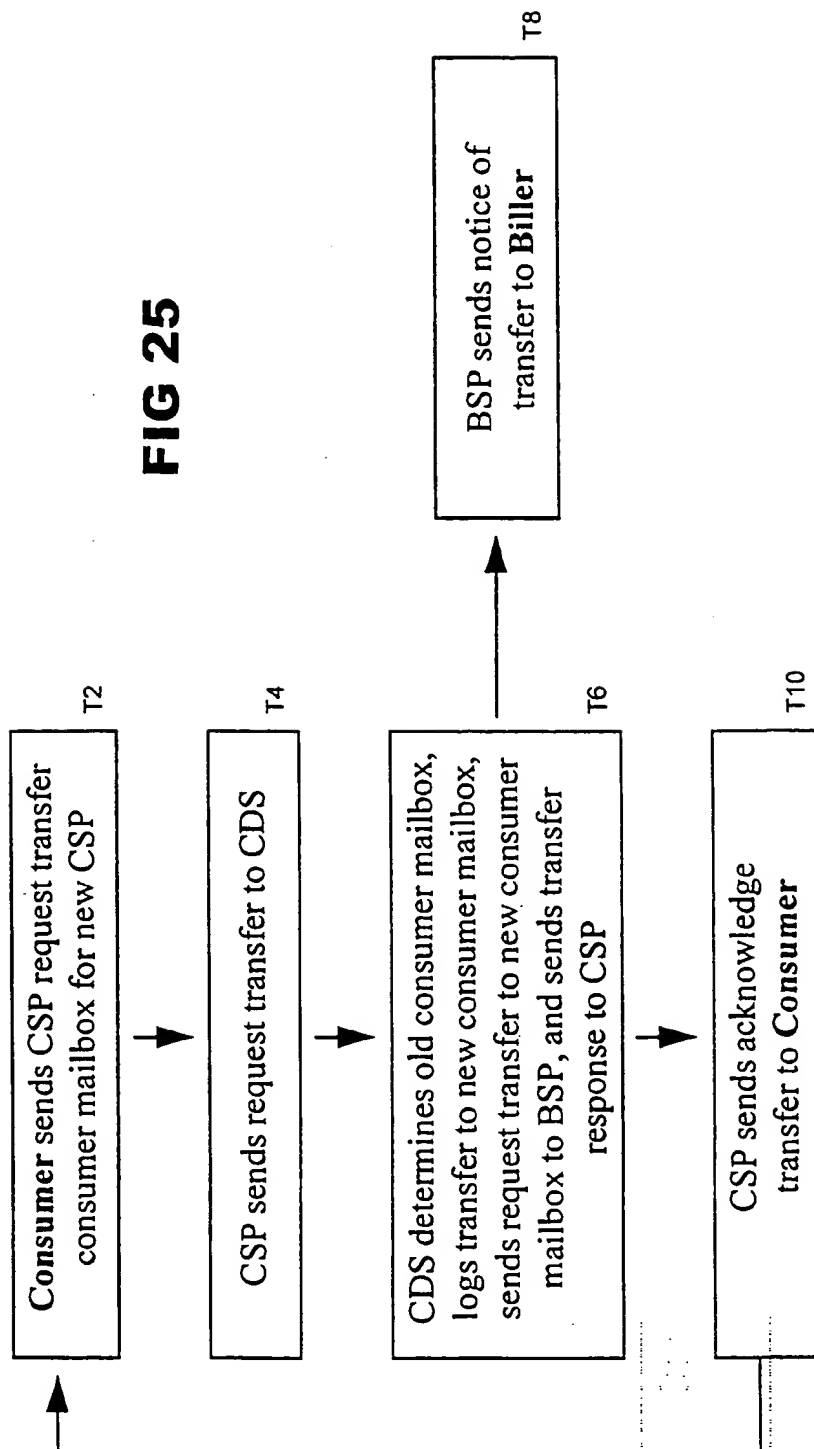 Consumer sends CSP request transfer
consumer mailbox for new CSP
T2
CSP sends request transfer to CDS
T4
CDS determines old consumer mailbox,
logs transfer to new consumer mailbox,
sends request transfer to new consumer
mailbox to BSP, and sends transfer
response to CSP
T6
BSP sends notice of
transfer to Biller
T8
CSP sends acknowledge
transfer to Consumer
T10
FIG 25